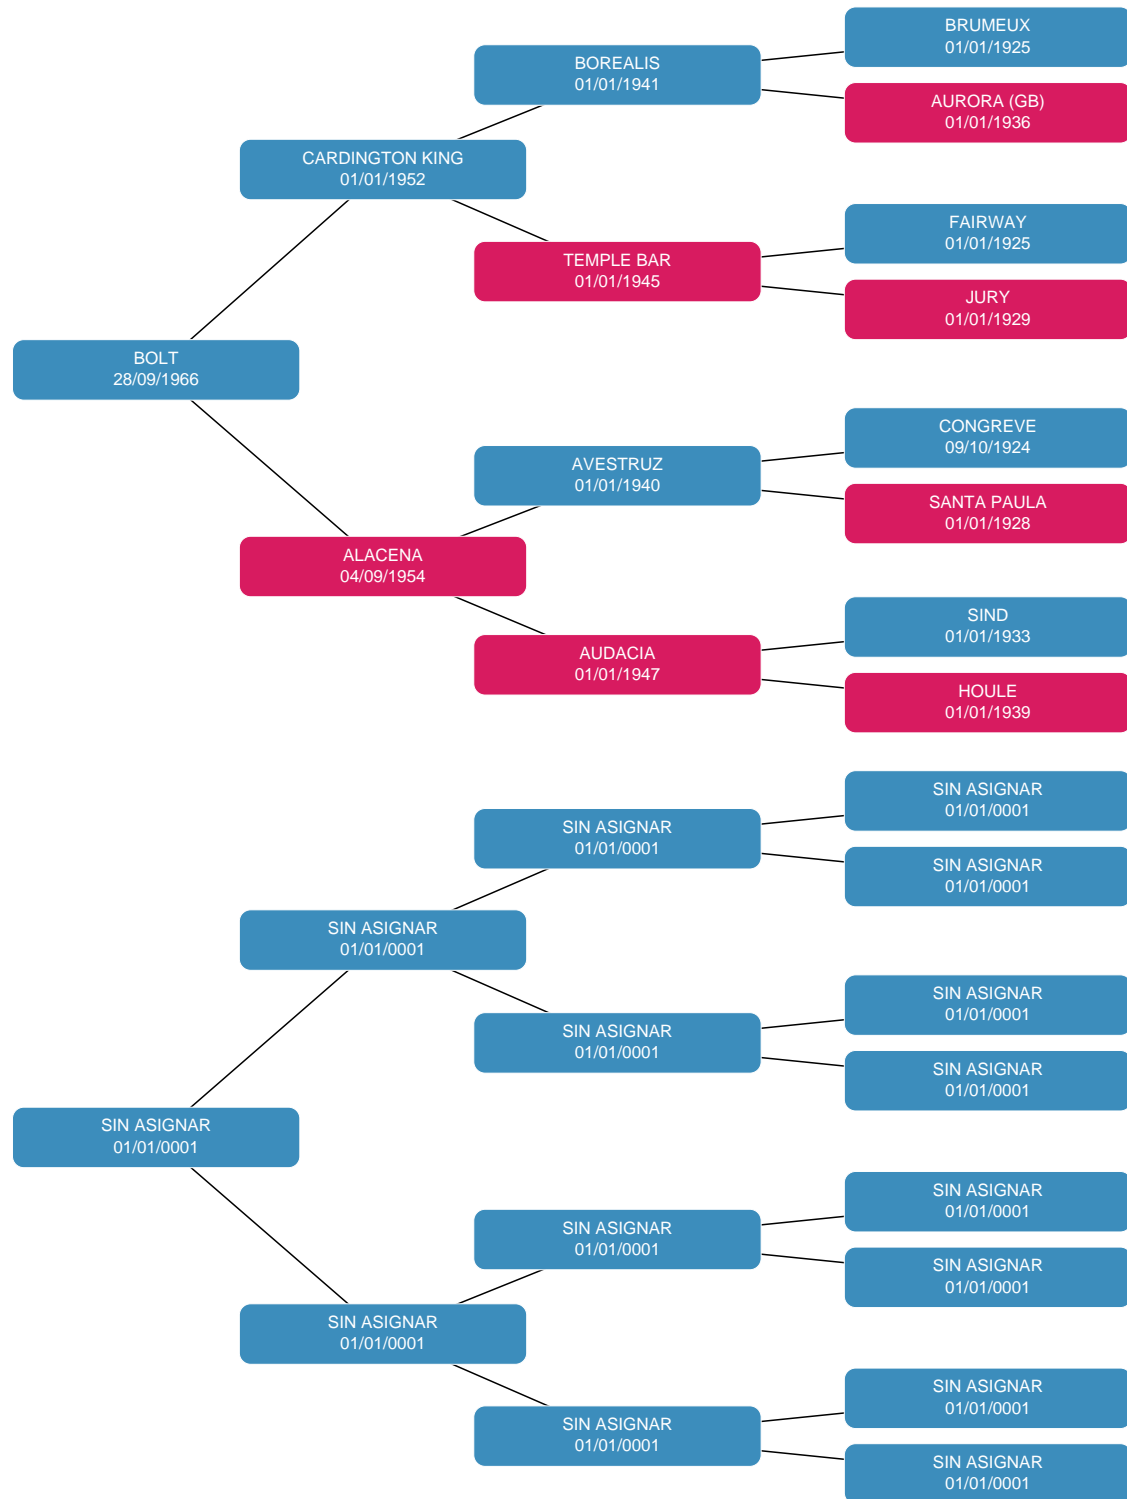 BRUMEUX
01/01/1925
BOREALIS
01/01/1941
AURORA (GB)
01/01/1936
CARDINGTON KING
01/01/1952
FAIRWAY
01/01/1925
TEMPLE BAR
01/01/1945
JURY
01/01/1929
BOLT
28/09/1966
CONGREVE
09/10/1924
AVESTRUZ
01/01/1940
SANTA PAULA
01/01/1928
ALACENA
04/09/1954
SIND
01/01/1933
AUDACIA
01/01/1947
HOULE
01/01/1939
SIN ASIGNAR
01/01/0001
SIN ASIGNAR
01/01/0001
SIN ASIGNAR
01/01/0001
SIN ASIGNAR
01/01/0001
SIN ASIGNAR
01/01/0001
SIN ASIGNAR
01/01/0001
SIN ASIGNAR
01/01/0001
SIN ASIGNAR
01/01/0001
SIN ASIGNAR
01/01/0001
SIN ASIGNAR
01/01/0001
SIN ASIGNAR
01/01/0001
SIN ASIGNAR
01/01/0001
SIN ASIGNAR
01/01/0001
SIN ASIGNAR
01/01/0001
SIN ASIGNAR
01/01/0001